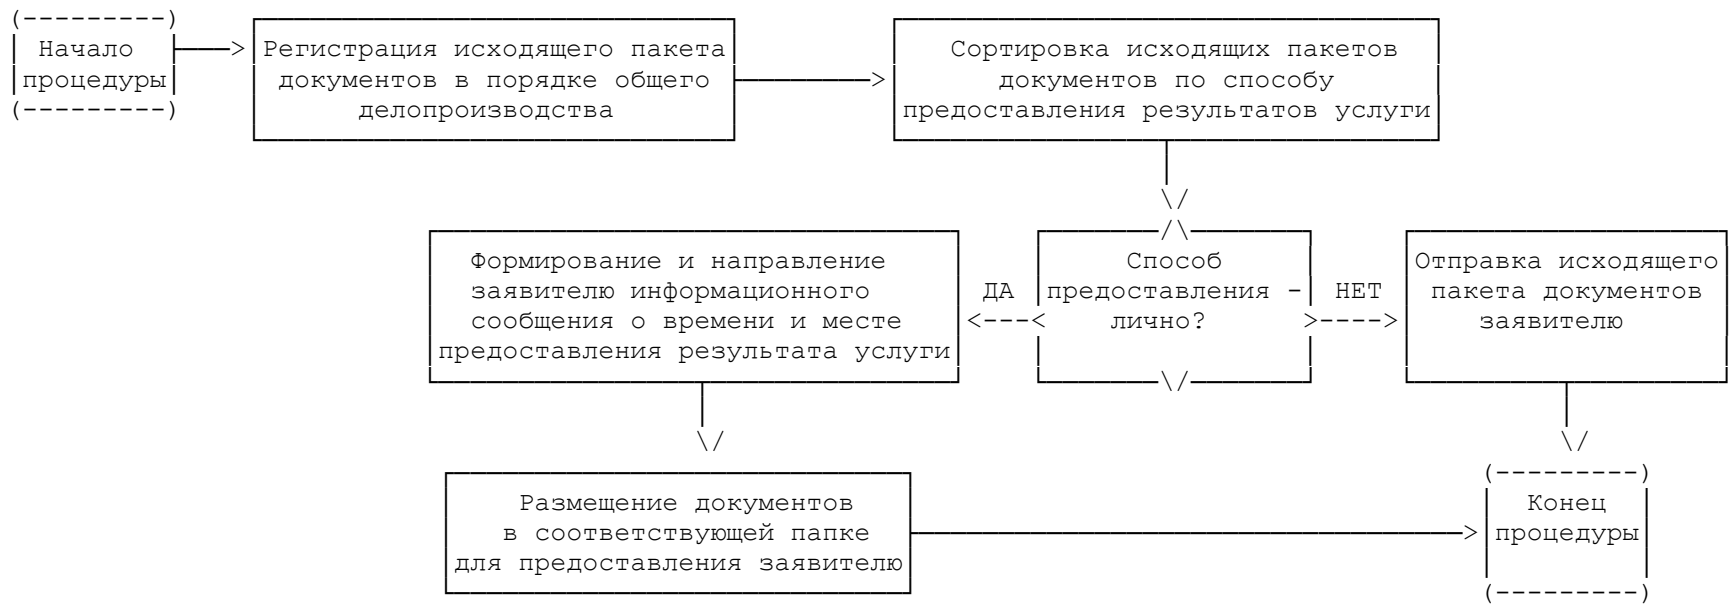 Начало
процедуры
Регистрация исходящего пакета
документов в порядке общего
делопроизводства
Сортировка исходящих пакетов
документов по способу
предоставления результатов услуги
Формирование и направление
заявителю информационного
сообщения о времени и месте
предоставления результата услуги
ДА
Способ
предоставления -
лично?
НЕТ
Отправка исходящего
пакета документов
заявителю
Размещение документов
в соответствующей папке
для предоставления заявителю
Конец
процедуры